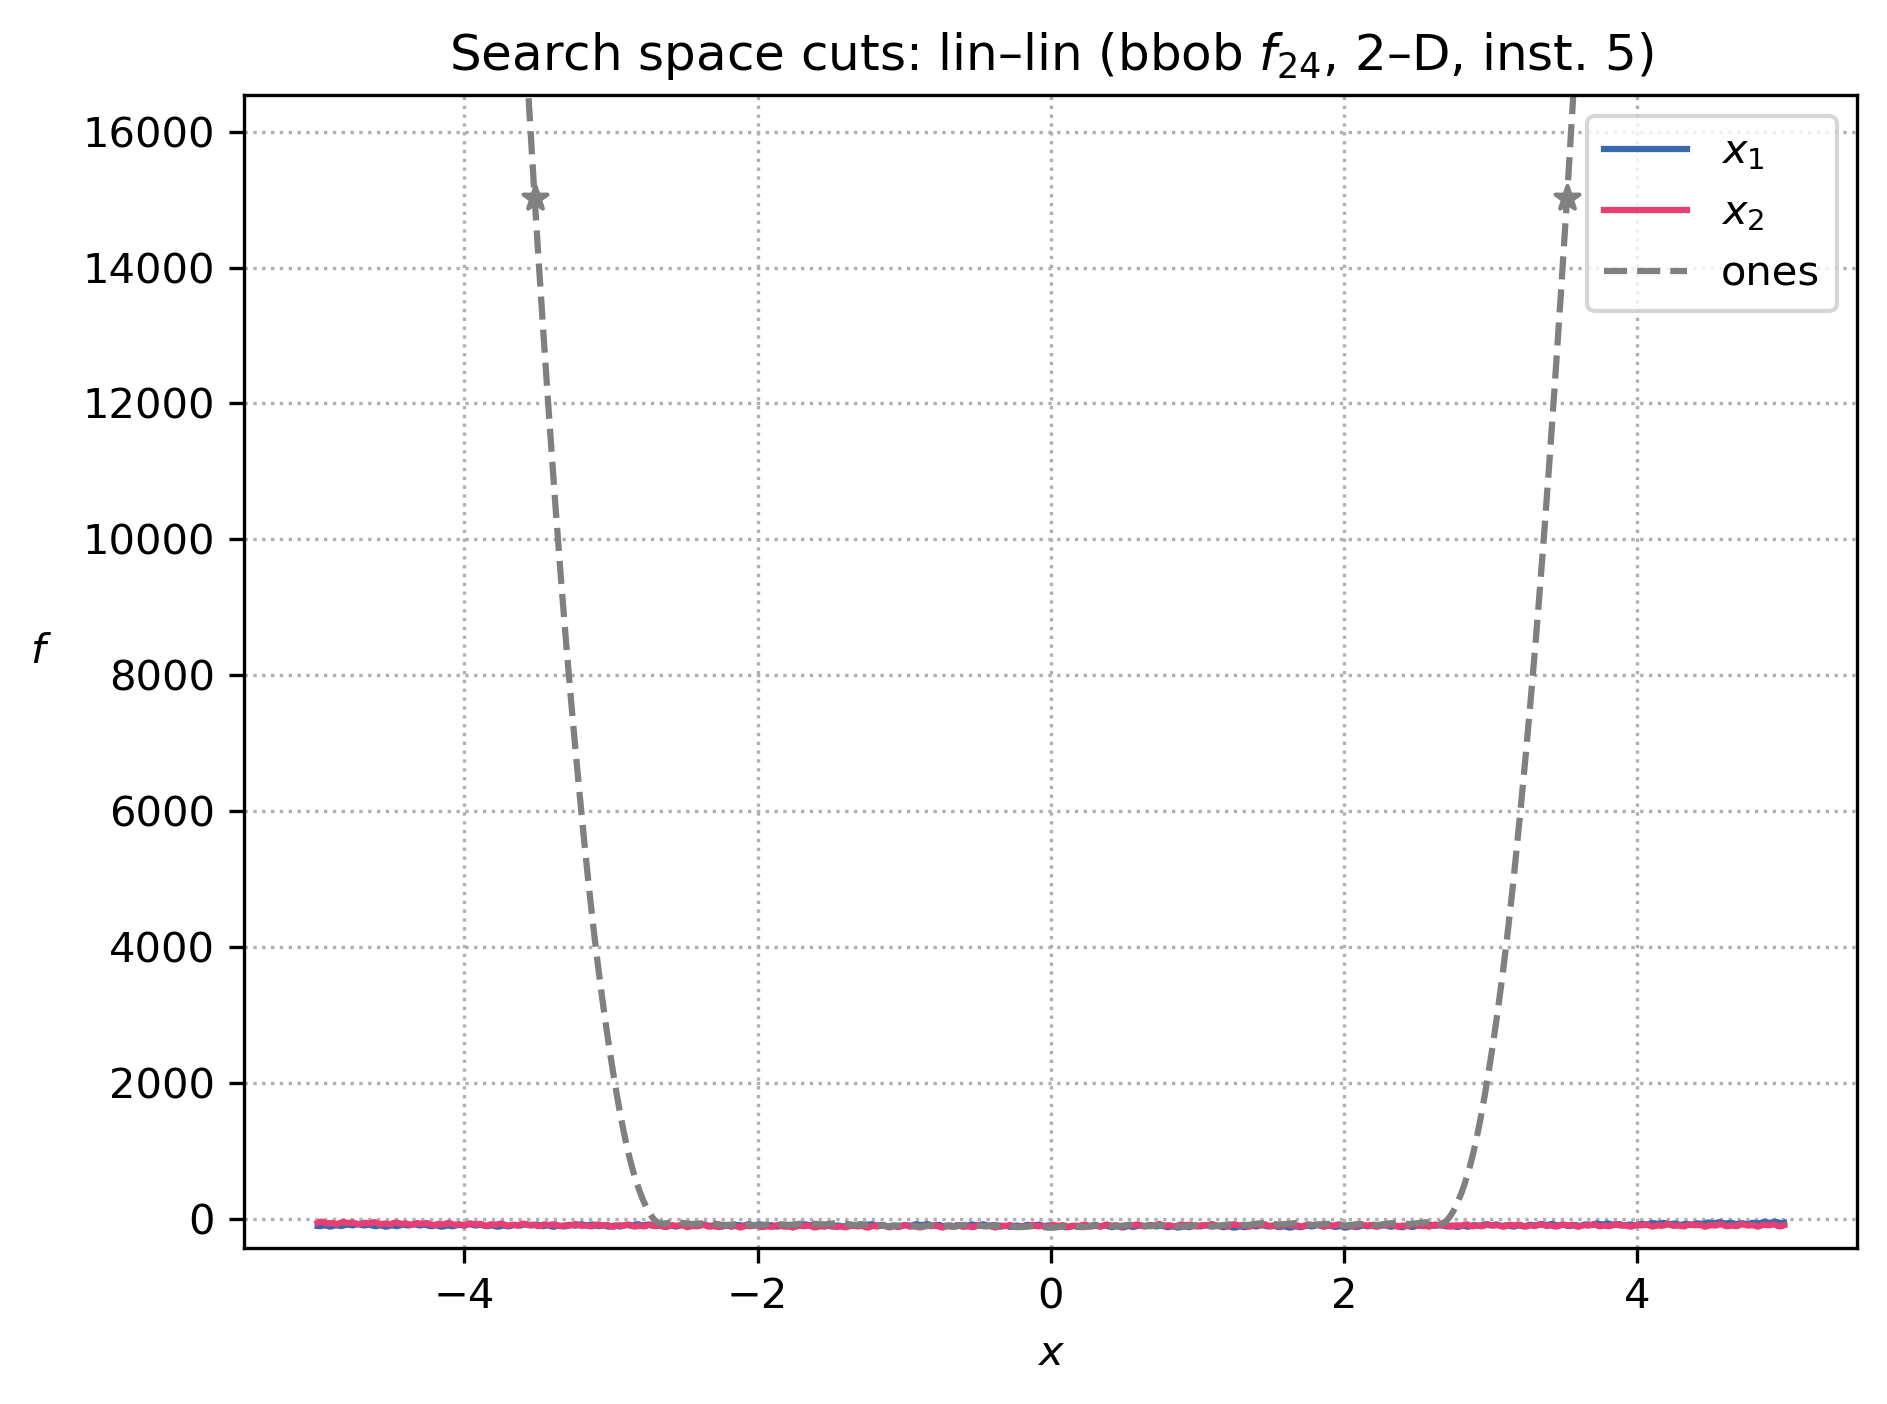 Search space cuts: lin–lin (bbob f24, 2–D, inst. 5)
16000
14000
12000
10000
8000
6000
4000
2000
0
f
x1
x2
ones
−4
−2
0
2
4
x